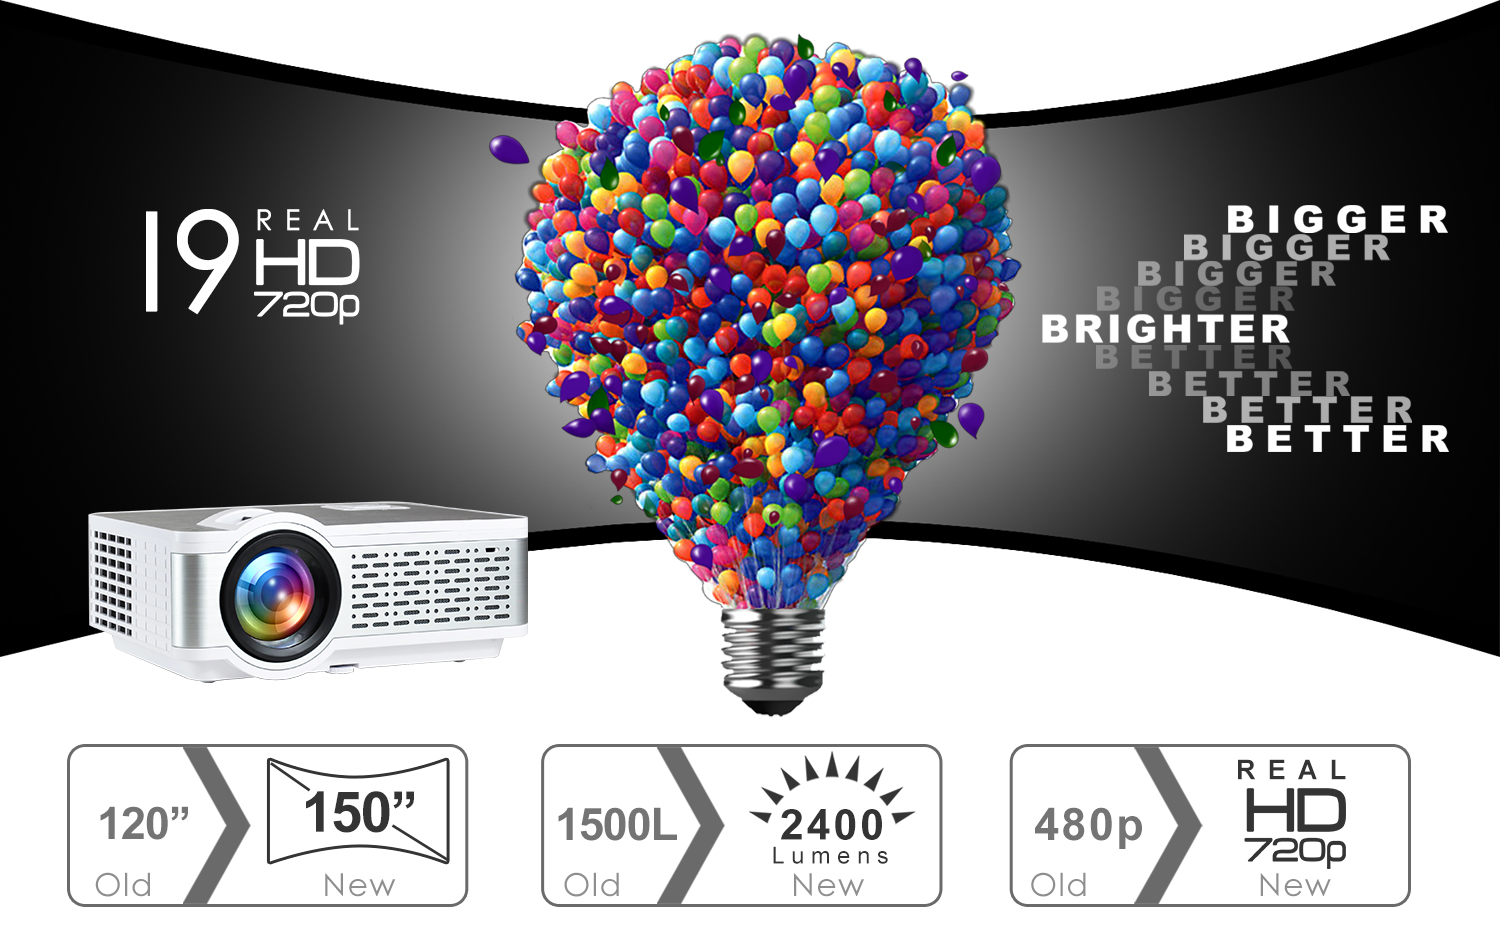 19
REAL
HD
720p
BIGGER
BIGGER
BIGGER
BIGGER
BRIGHTER
BETTER
BETTER
BETTER
BETTER
120”
Old
150”
New
1500L
Old
2400
Lumens
New
480p
Old
REAL
HD
720p
New